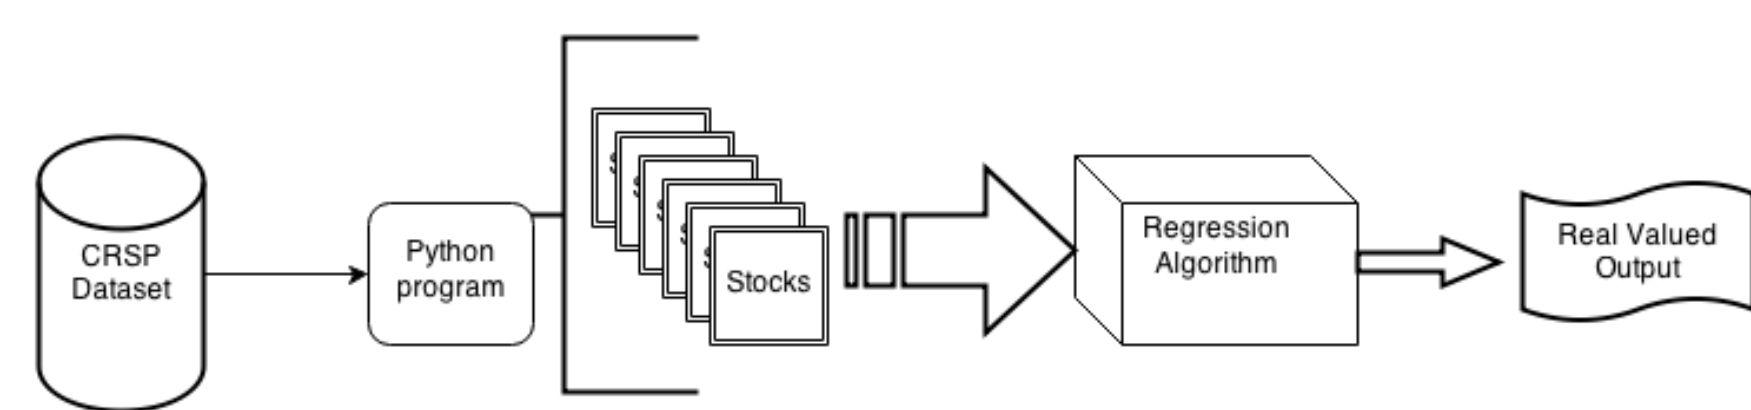 CRSP
Dataset
Python
program
Stocks
Regression
Algorithm
Real Valued
Output